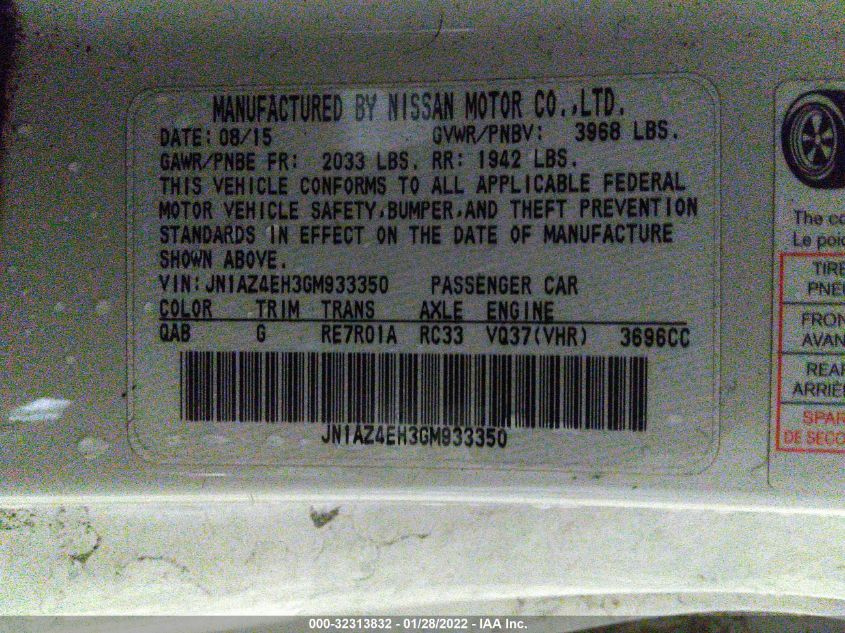 MANUFACTURED BY NISSAN MOTOR CO.,LTD.
DATE: 08/15 GVWR/PNBV: 3968 LBS.
GAWR/PNBE FR: 2033 LBS. RR: 1942 LBS.
THIS VEHICLE CONFORMS TO ALL APPLICABLE FEDERAL
MOTOR VEHICLE SAFETY,BUMPER,AND THEFT PREVENTION
STANDARDS IN EFFECT ON THE DATE OF MANUFACTURE
SHOWN ABOVE.
VIN: JN1AZ4EH3GM933350 PASSENGER CAR
COLOR TRIM TRANS AXLE ENGINE
QAB G RE7R01A RC33 VQ37(VHR) 3696CC
JN1AZ4EH3GM933350
The co
Le poid
TIRE
PNEU
FRON
AVAN
REAR
ARRIÈR
SPAR
DE SECO
000-32313832 - 01/28/2022 - IAA Inc.